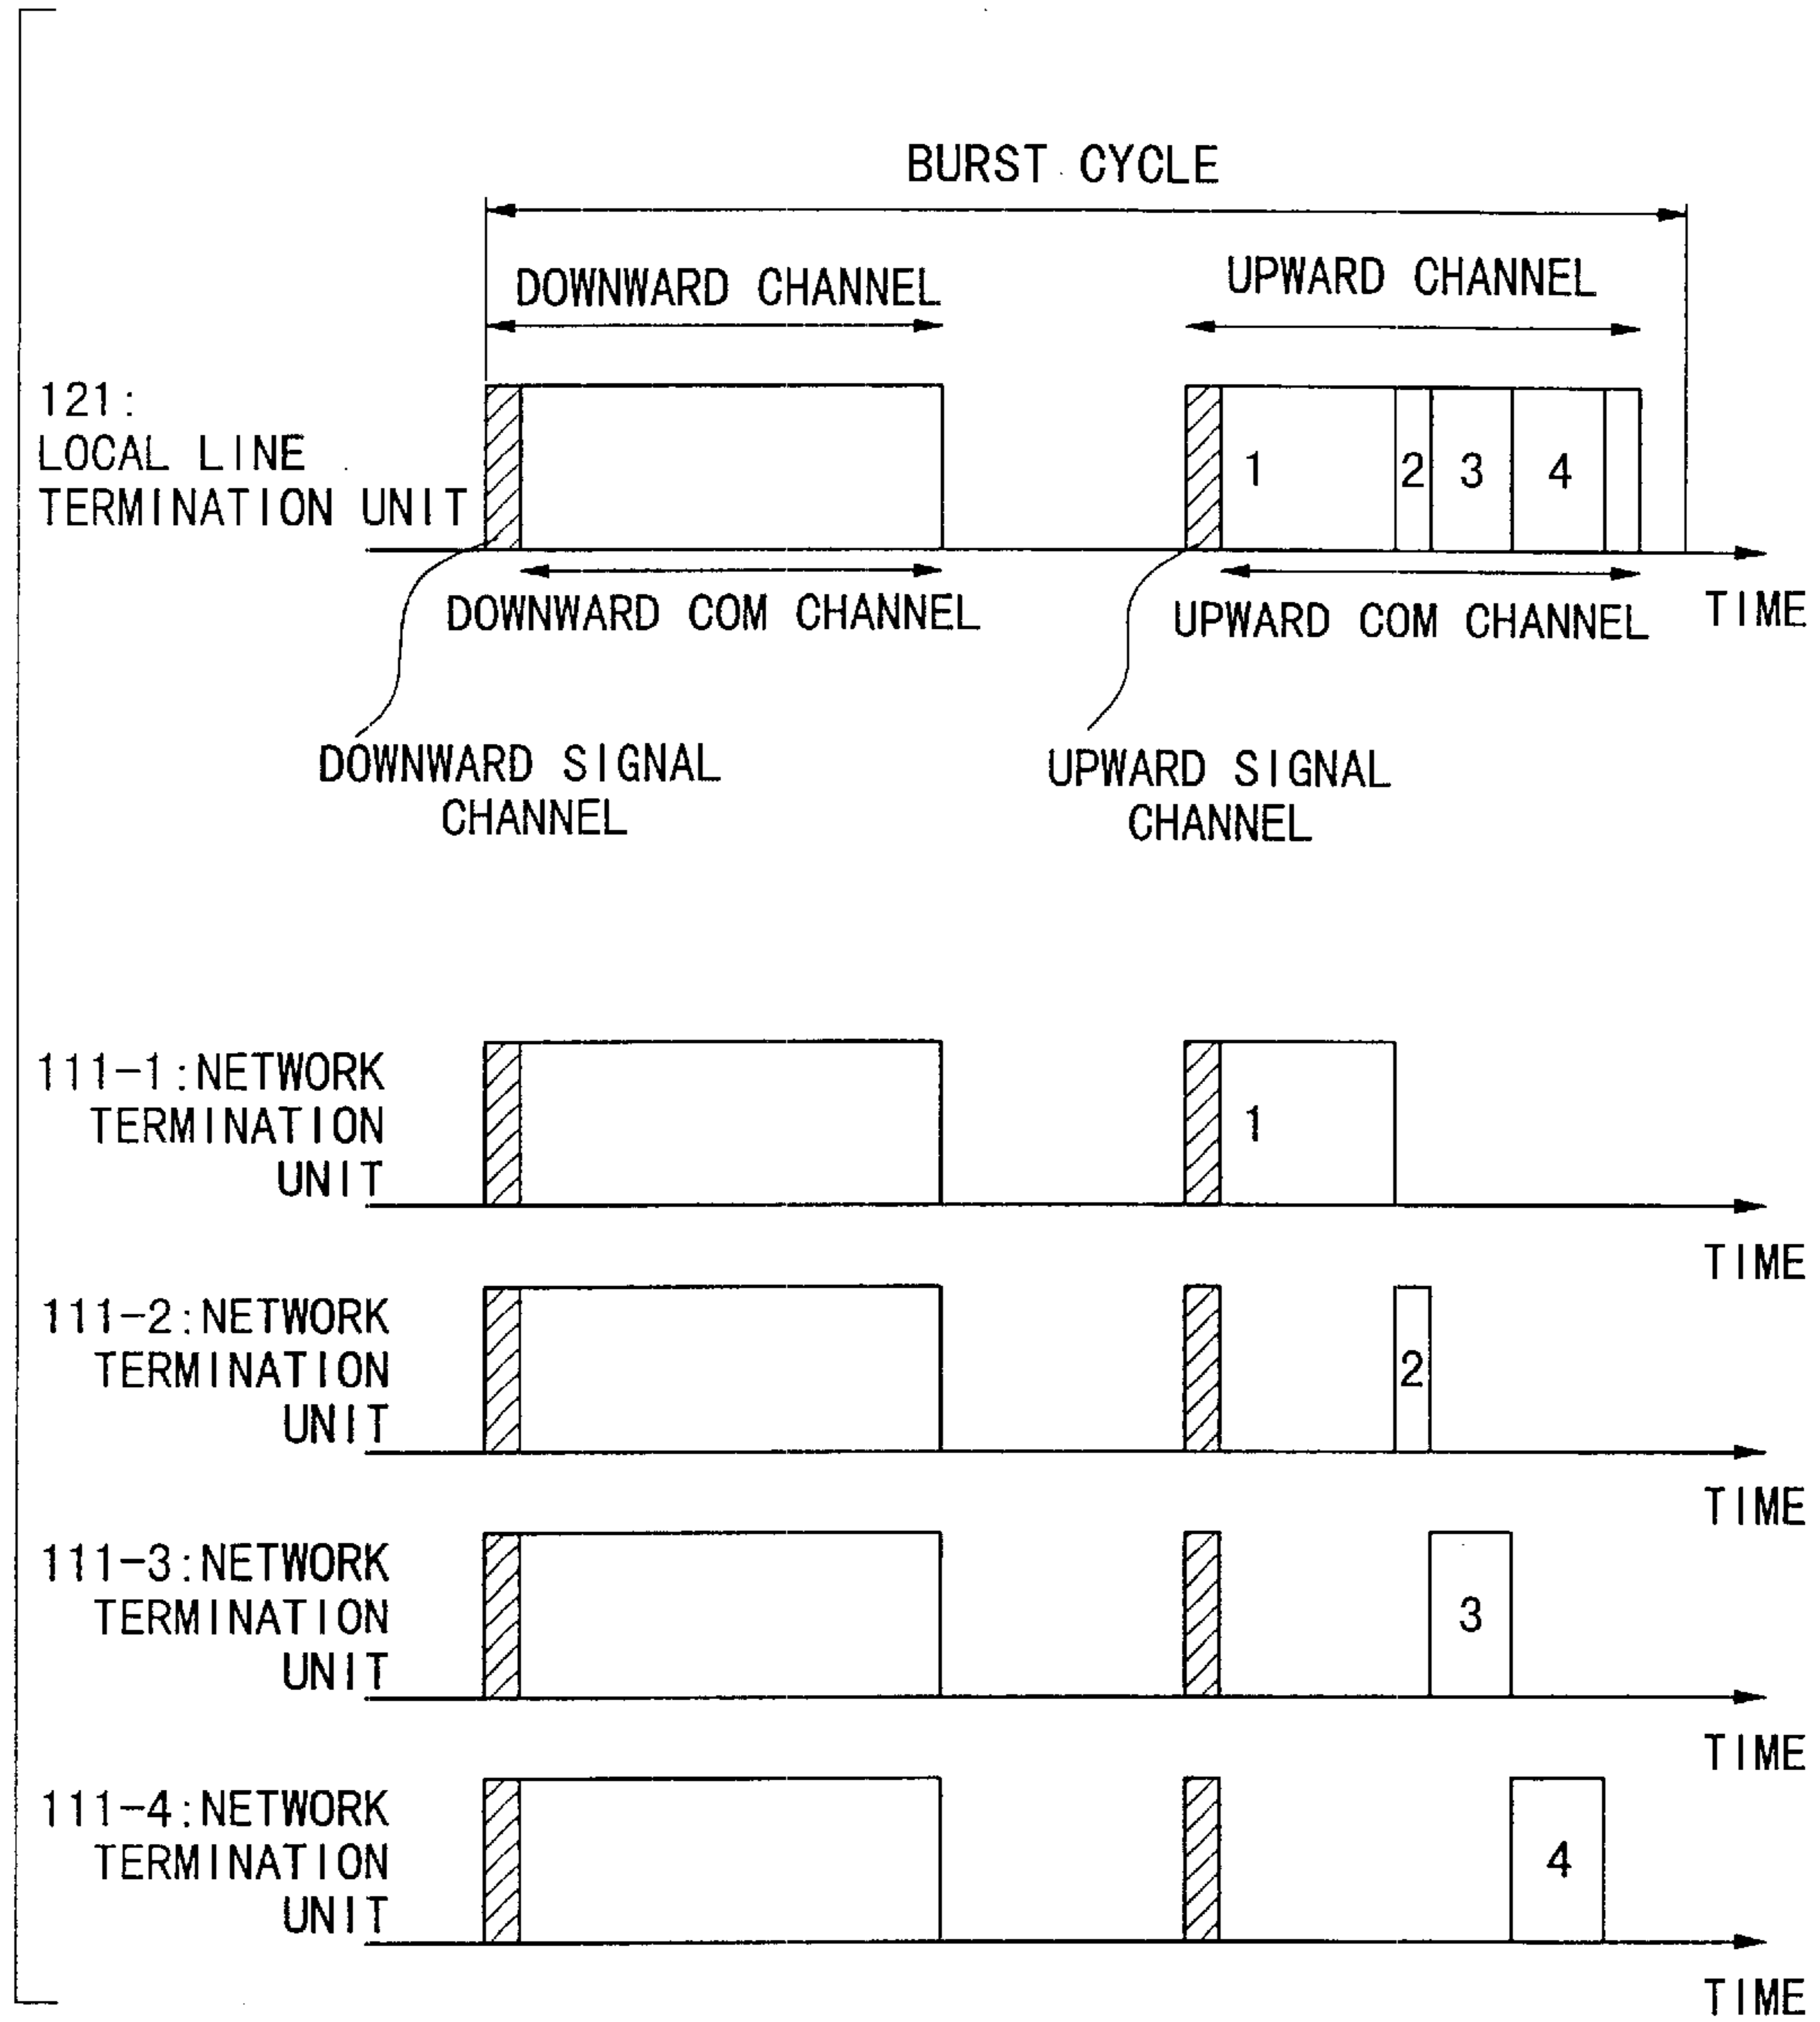 BURST CYCLE
DOWNWARD CHANNEL
UPWARD CHANNEL
121:
LOCAL LINE
TERMINATION UNIT
1
2
3
4
DOWNWARD COM CHANNEL
UPWARD COM CHANNEL
TIME
DOWNWARD SIGNAL
CHANNEL
UPWARD SIGNAL
CHANNEL
111-1:NETWORK
TERMINATION
UNIT
1
TIME
111-2:NETWORK
TERMINATION
UNIT
2
TIME
111-3:NETWORK
TERMINATION
UNIT
3
TIME
111-4:NETWORK
TERMINATION
UNIT
4
TIME